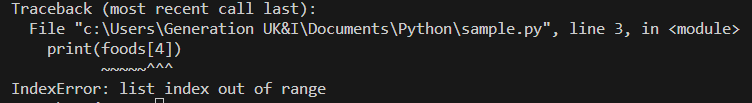 Traceback (most recent call last):
  File "c:\Users\Generation UK&I\Documents\Python\sample.py", line 3, in <module>
    print(foods[4])
          ~~~~~^^^
IndexError: list index out of range